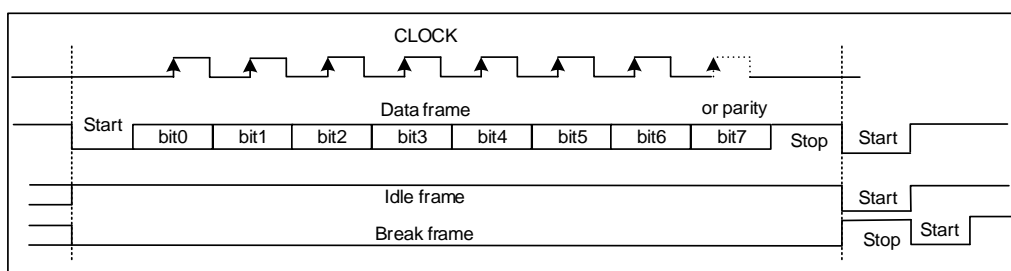 CLOCK
Data frame or parity
Start bit0 bit1 bit2 bit3 bit4 bit5 bit6 bit7 Stop Start
Idle frame Start
Break frame Stop Start